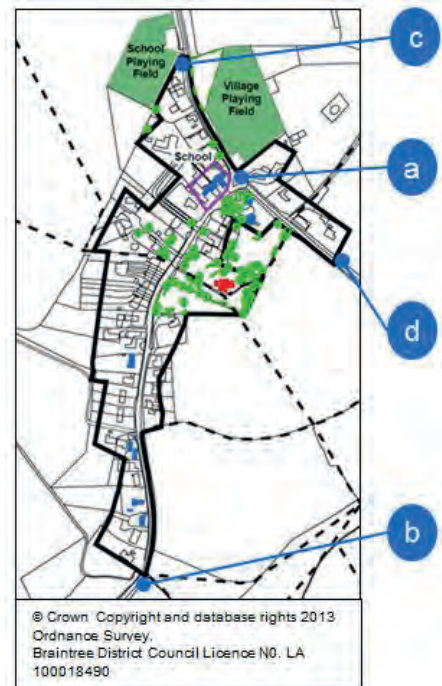 School
Playing
Field
c
Village
Playing
Field
School
a
d
b
© Crown Copyright and database rights 2013
Ordnance Survey.
Braintree District Council Licence N0. LA
100018490